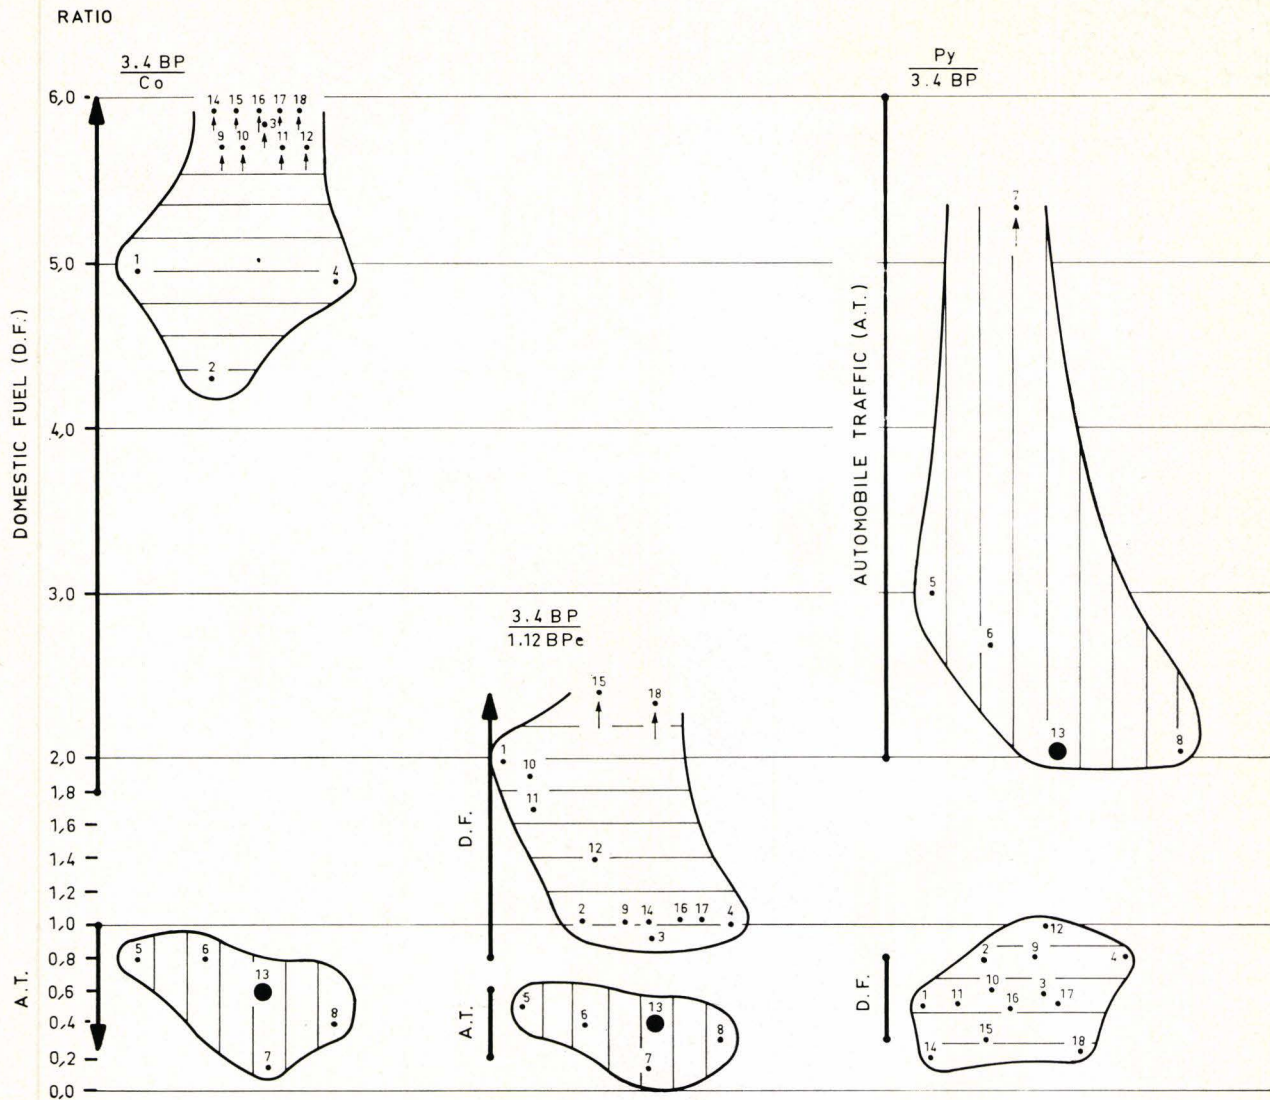 RATIO
3.4 BP
Co
Py
3.4 BP
6,0
14 15 16 17 18
3
9 10 11 12
7
5,0
1
4
2
DOMESTIC FUEL (D.F.)
AUTOMOBILE TRAFFIC (A.T.)
4,0
3,0
5
6
3.4 BP
1.12 BPe
15
18
13
8
2,0
1
10
1,8
11
1,6
D.F.
12
1,4
1,2
2 9 14 16 17 4
3
1,0
12
5 6
2 9 4
0,8
13
A.T.
10 3
0,6
5
13
D.F.
1 11 16 17
8
A.T.
6
8
0,4
15
14 18
7
7
0,2
0,0